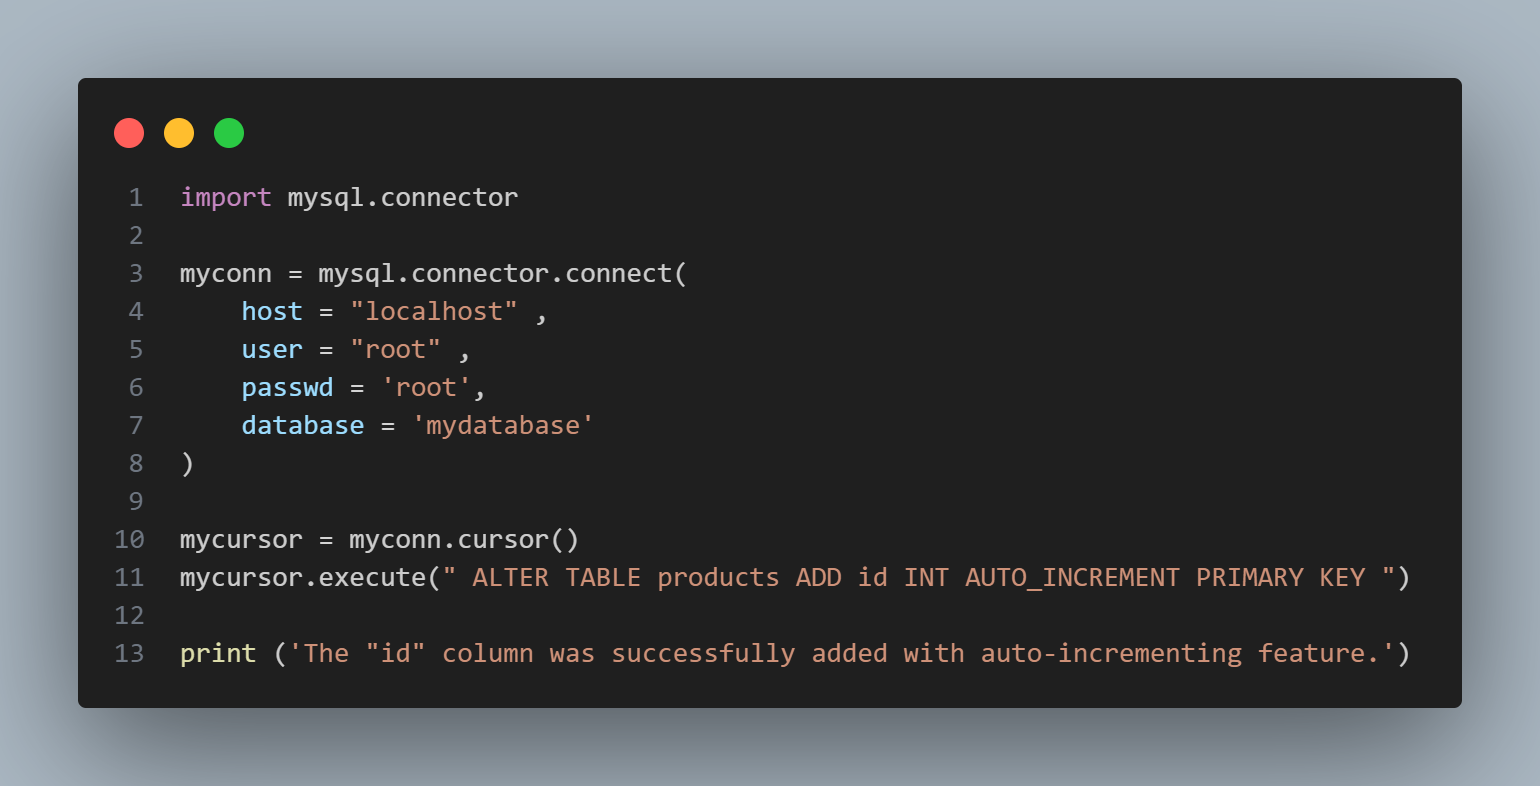 1 import mysql.connector
2
3 myconn = mysql.connector.connect(
4     host = "localhost" ,
5     user = "root" ,
6     passwd = 'root',
7     database = 'mydatabase'
8 )
9
10 mycursor = myconn.cursor()
11 mycursor.execute(" ALTER TABLE products ADD id INT AUTO_INCREMENT PRIMARY KEY ")
12
13 print ('The "id" column was successfully added with auto-incrementing feature.')